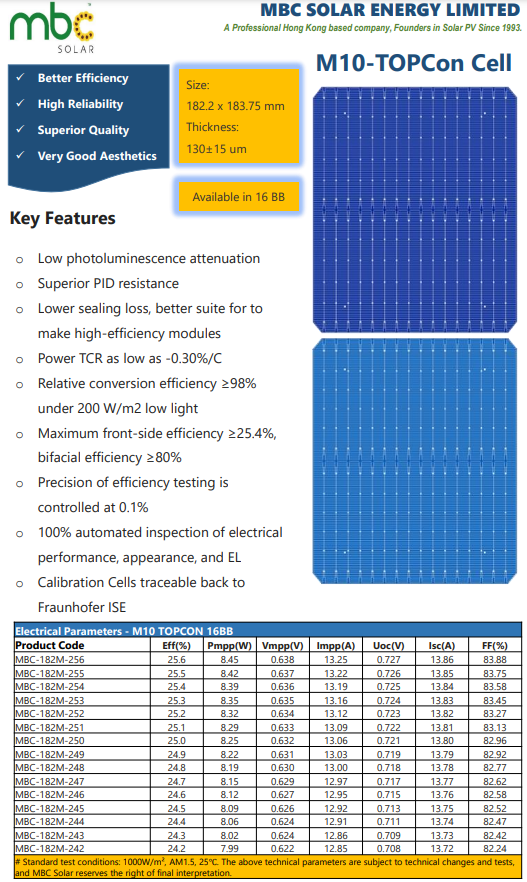 mbc
SOLAR
MBC SOLAR ENERGY LIMITED
A Professional Hong Kong based company, Founders in Solar PV Since 1993.
M10-TOPCon Cell
✓ Better Efficiency
✓ High Reliability
✓ Superior Quality
✓ Very Good Aesthetics
Size:
182.2 x 183.75 mm
Thickness:
130±15 um
Available in 16 BB
Key Features
o Low photoluminescence attenuation
o Superior PID resistance
o Lower sealing loss, better suite for to
make high-efficiency modules
o Power TCR as low as -0.30%/C
o Relative conversion efficiency ≥98%
under 200 W/m2 low light
o Maximum front-side efficiency ≥25.4%,
bifacial efficiency ≥80%
o Precision of efficiency testing is
controlled at 0.1%
o 100% automated inspection of electrical
performance, appearance, and EL
o Calibration Cells traceable back to
Fraunhofer ISE
Electrical Parameters - M10 TOPCON 16BB
Product Code Eff(%) Pmpp(W) Vmpp(V) Impp(A) Uoc(V) Isc(A) FF(%)
MBC-182M-256 25.6 8.45 0.638 13.25 0.727 13.86 83.88
MBC-182M-255 25.5 8.42 0.637 13.22 0.726 13.85 83.75
MBC-182M-254 25.4 8.39 0.636 13.19 0.725 13.84 83.58
MBC-182M-253 25.3 8.35 0.635 13.16 0.724 13.83 83.45
MBC-182M-252 25.2 8.32 0.634 13.12 0.723 13.82 83.27
MBC-182M-251 25.1 8.29 0.633 13.09 0.722 13.81 83.13
MBC-182M-250 25.0 8.25 0.632 13.06 0.721 13.80 82.96
MBC-182M-249 24.9 8.22 0.631 13.03 0.719 13.79 82.92
MBC-182M-248 24.8 8.19 0.630 13.00 0.718 13.78 82.77
MBC-182M-247 24.7 8.15 0.629 12.97 0.717 13.77 82.62
MBC-182M-246 24.6 8.12 0.627 12.95 0.715 13.76 82.58
MBC-182M-245 24.5 8.09 0.626 12.92 0.713 13.75 82.52
MBC-182M-244 24.4 8.06 0.624 12.91 0.711 13.74 82.47
MBC-182M-243 24.3 8.02 0.624 12.86 0.709 13.73 82.42
MBC-182M-242 24.2 7.99 0.622 12.85 0.708 13.72 82.24
# Standard test conditions: 1000W/m², AM1.5, 25℃. The above technical parameters are subject to technical changes and tests,
and MBC Solar reserves the right of final interpretation.